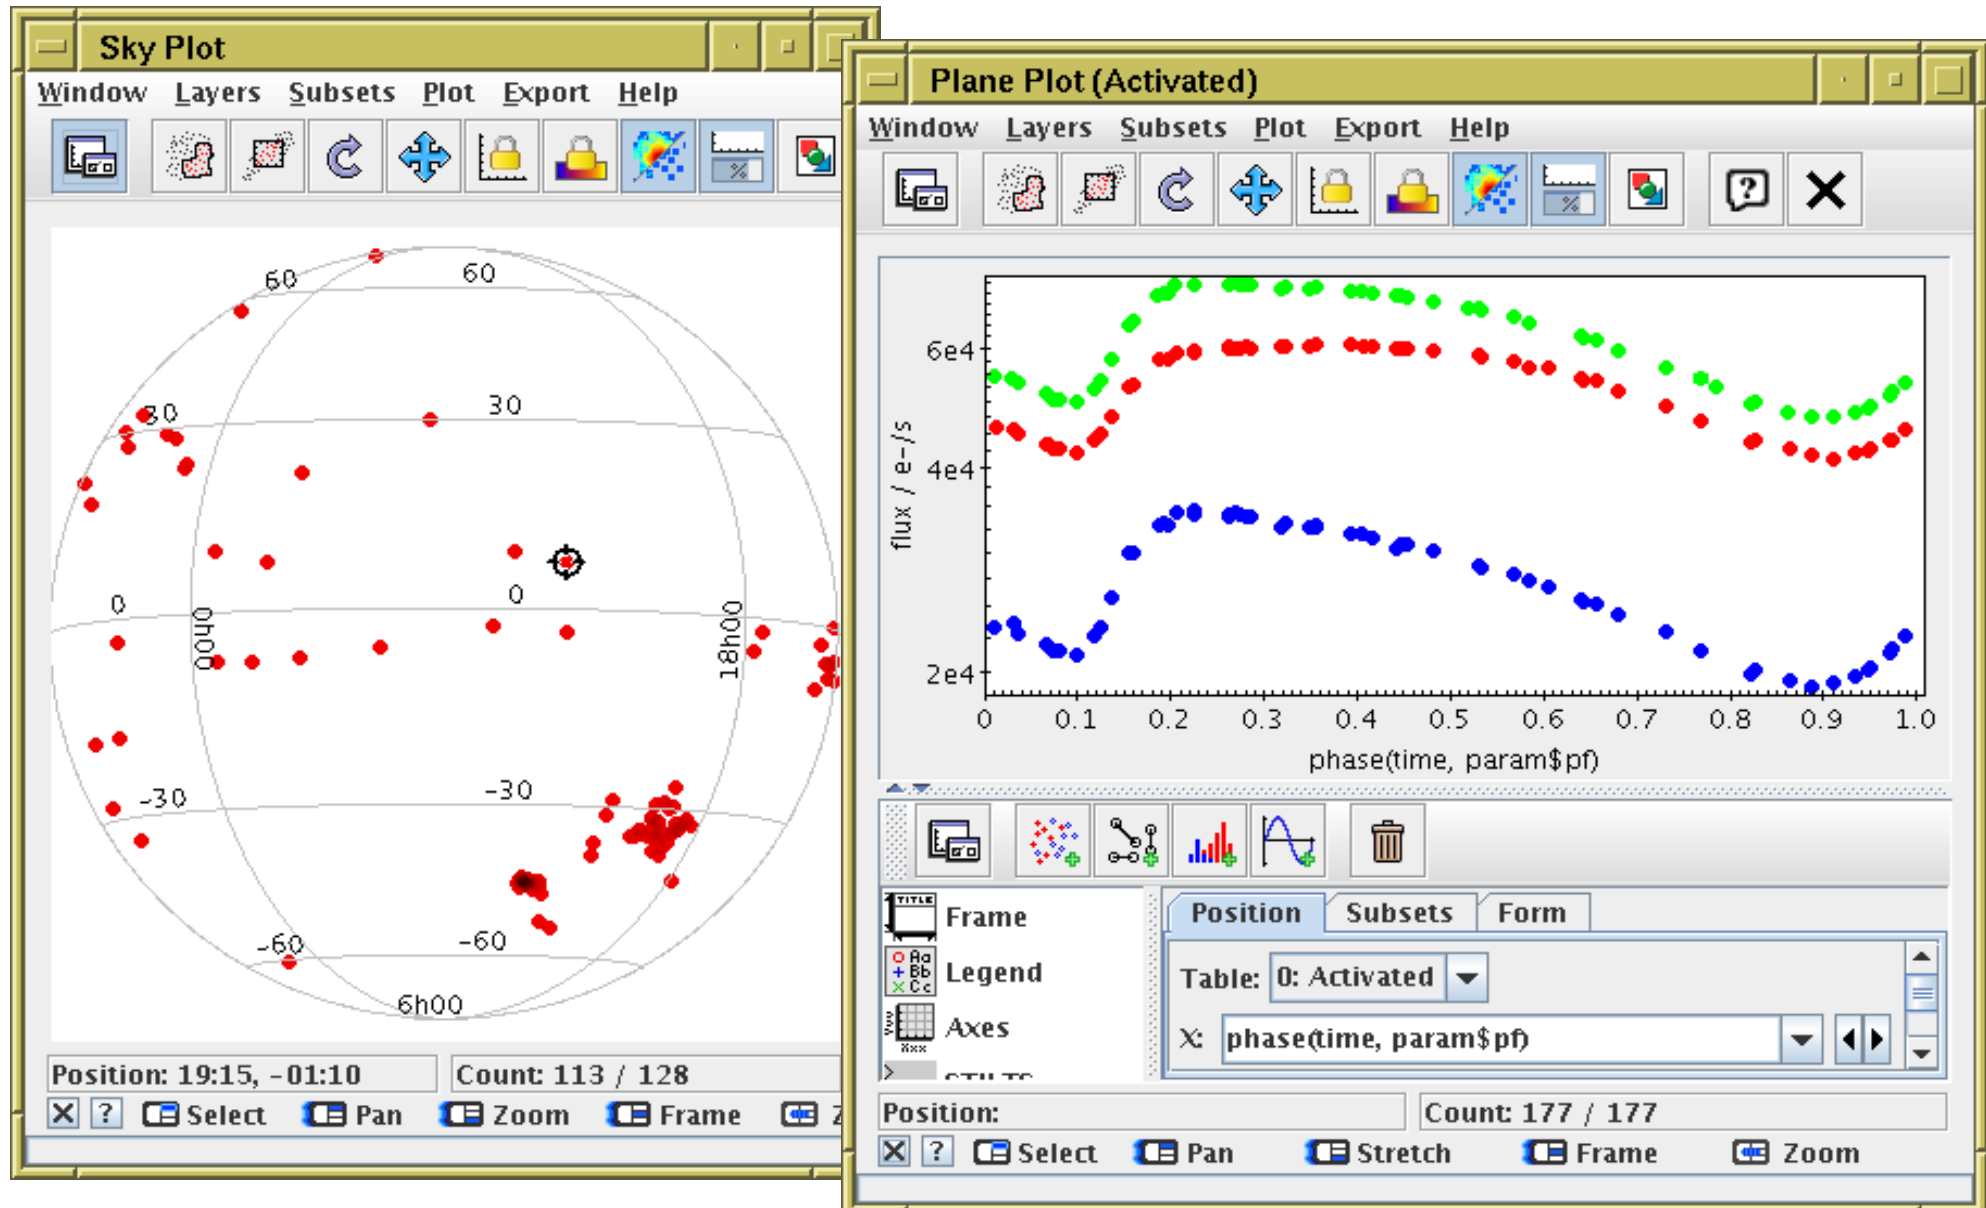 Sky Plot
Window Layers Subsets Plot Export Help
60 60
30 30
0 0
0h00 18h00
-30 -30
-60 -60
6h00
Position: 19:15, -01:10 Count: 113 / 128
Select Pan Zoom Frame Z
Plane Plot (Activated)
Window Layers Subsets Plot Export Help
6e4
4e4
2e4
flux / e-/s
0 0.1 0.2 0.3 0.4 0.5 0.6 0.7 0.8 0.9 1.0
phase(time, param$pf)
Frame
Legend
Axes
Position Subsets Form
Table: 0: Activated
X: phase(time, param$pf)
Position: Count: 177 / 177
Select Pan Stretch Frame Zoom